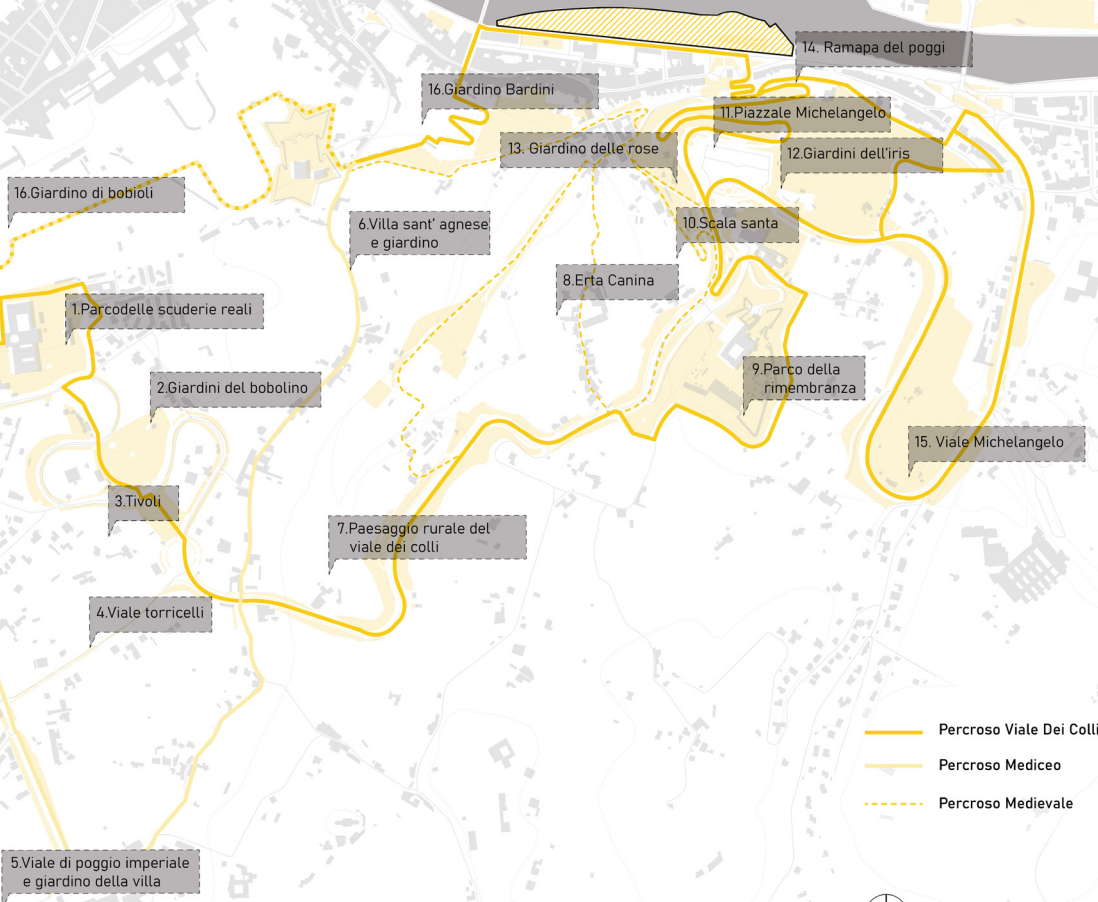 14. Ramapa del poggi
16.Giardino Bardini
11.Piazzale Michelangelo
13. Giardino delle rose
12.Giardini dell'iris
16.Giardino di bobioli
6.Villa sant' agnese
e giardino
10.Scala santa
8.Erta Canina
1.Parcodelle scuderie reali
9.Parco della
rimembranza
2.Giardini del bobolino
15. Viale Michelangelo
3.Tivoli
7.Paesaggio rurale del
viale dei colli
4.Viale torricelli
Percroso Viale Dei Colli
Percroso Mediceo
Percroso Medievale
5.Viale di poggio imperiale
e giardino della villa